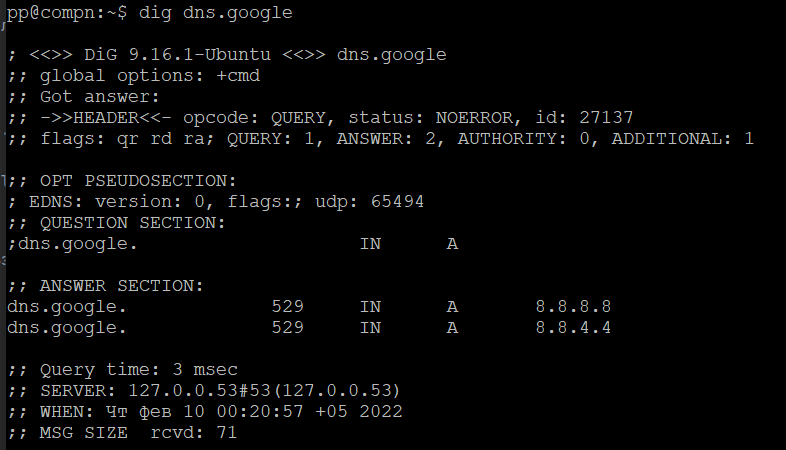 pp@compn:~$ dig dns.google
; <<>> DiG 9.16.1-Ubuntu <<>> dns.google
;; global options: +cmd
;; Got answer:
;; ->>HEADER<<- opcode: QUERY, status: NOERROR, id: 27137
;; flags: qr rd ra; QUERY: 1, ANSWER: 2, AUTHORITY: 0, ADDITIONAL: 1
;; OPT PSEUDOSECTION:
; EDNS: version: 0, flags:; udp: 65494
;; QUESTION SECTION:
;dns.google. IN A
;; ANSWER SECTION:
dns.google. 529 IN A 8.8.8.8
dns.google. 529 IN A 8.8.4.4
;; Query time: 3 msec
;; SERVER: 127.0.0.53#53(127.0.0.53)
;; WHEN: Чт фев 10 00:20:57 +05 2022
;; MSG SIZE rcvd: 71